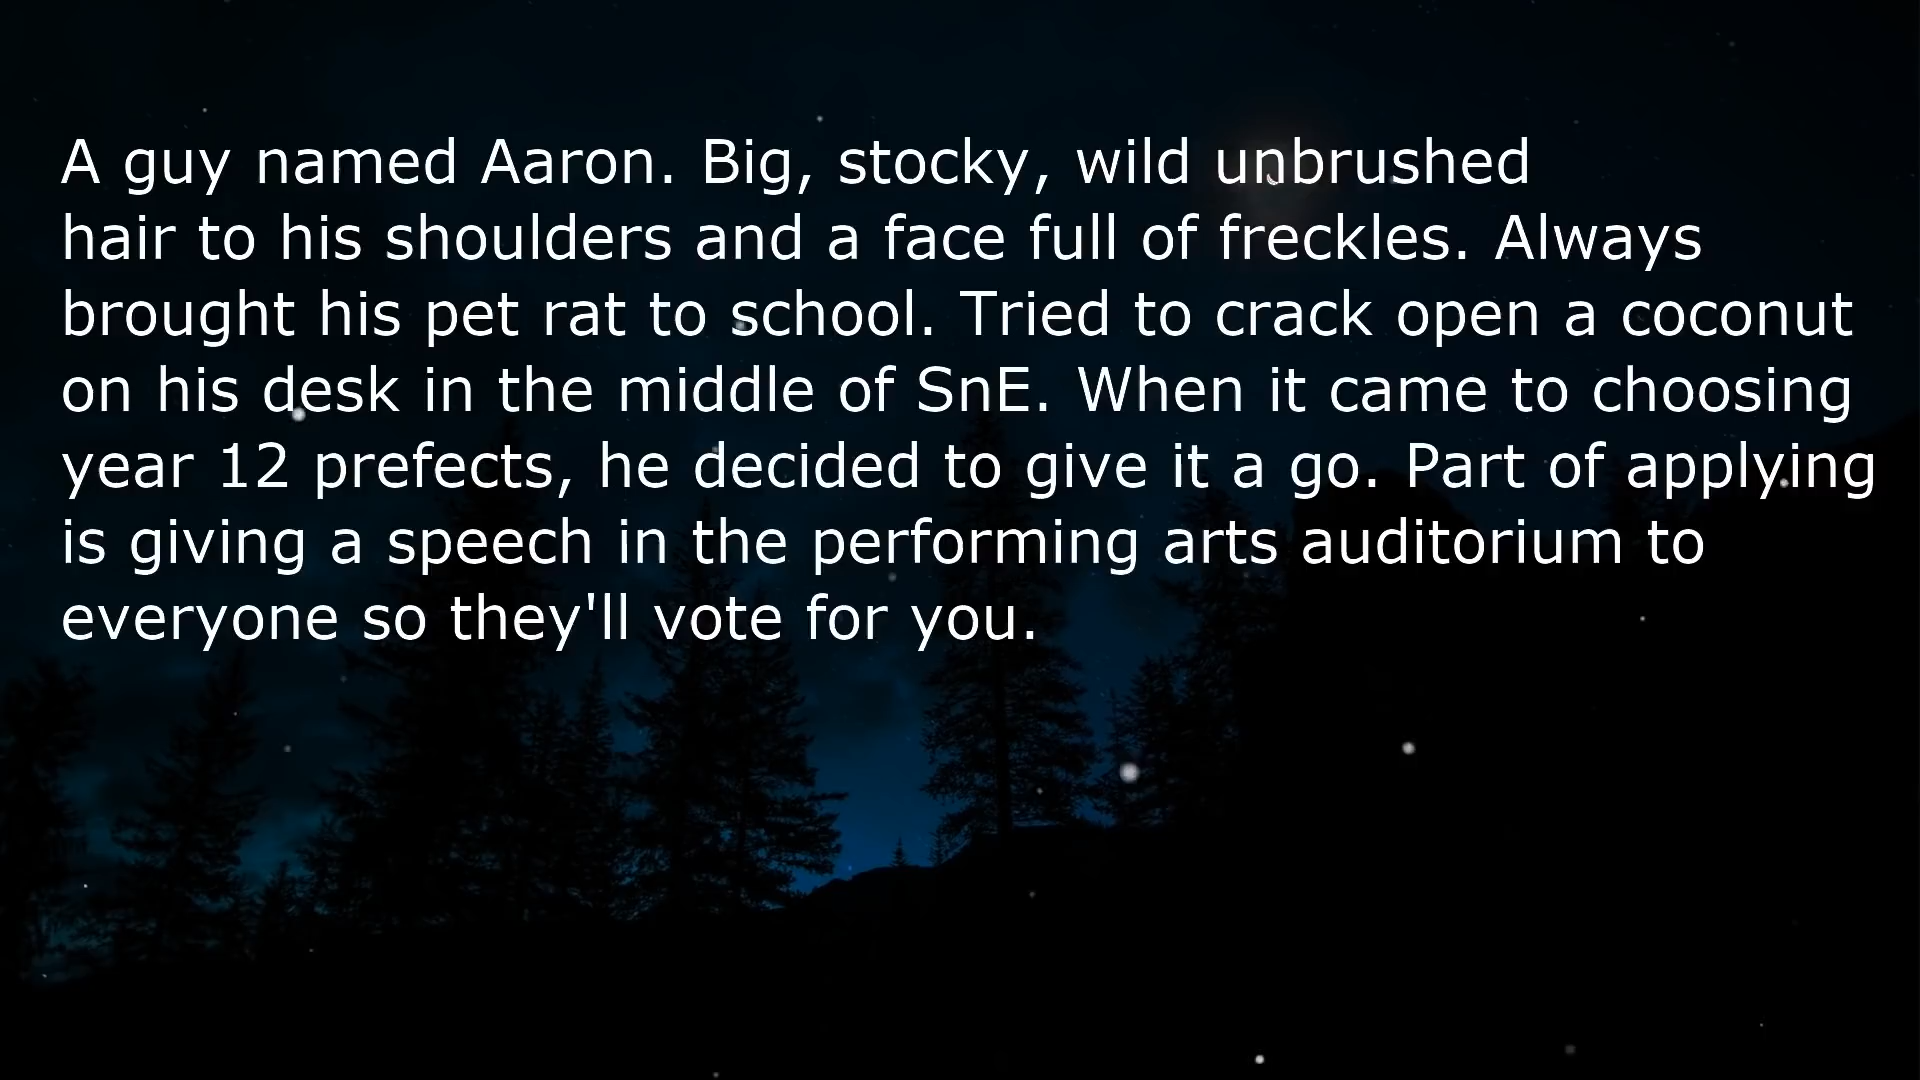 A guy named Aaron. Big, stocky, wild unbrushed
hair to his shoulders and a face full of freckles. Always
brought his pet rat to school. Tried to crack open a coconut
on his desk in the middle of SnE. When it came to choosing
year 12 prefects, he decided to give it a go. Part of applying
is giving a speech in the performing arts auditorium to
everyone so they'll vote for you.